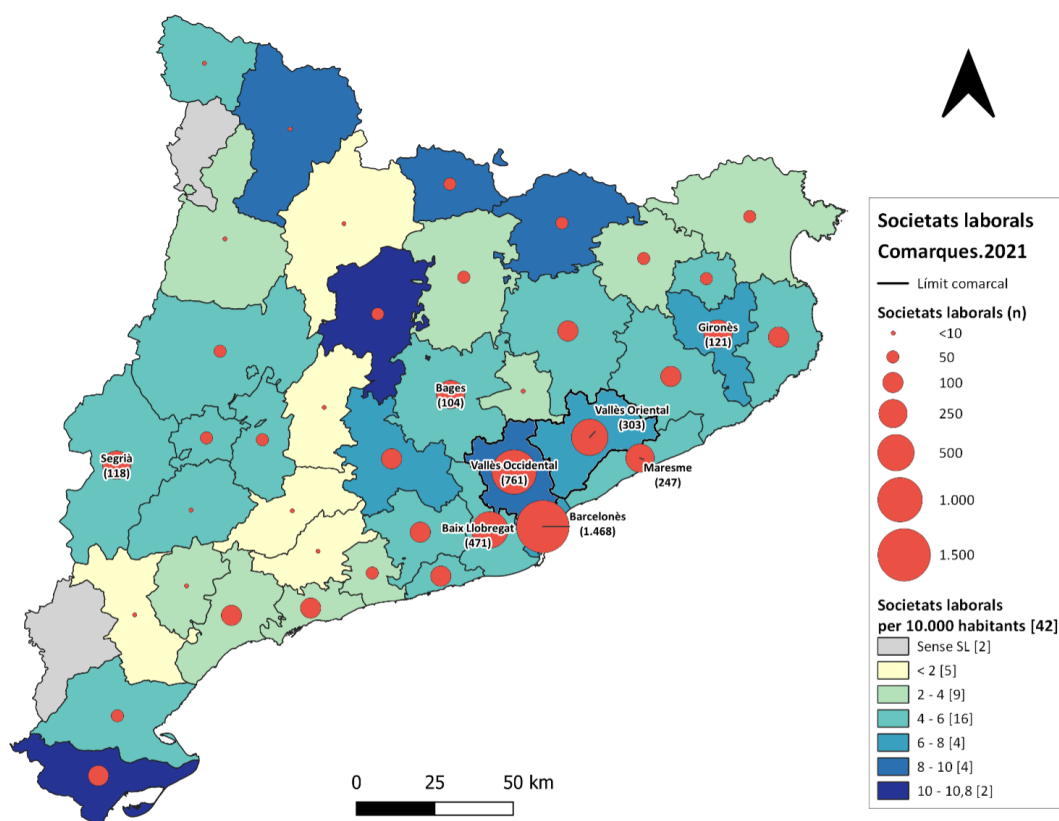 Gironès
(121)
Bages
(104)
Vallès Oriental
(303)
Segrià
(118)
Vallès Occidental
(761)
Maresme
(247)
Barcelonès
(1.468)
Baix Llobregat
(471)
0 25 50 km
Societats laborals
Comarques.2021
Límit comarcal
Societats laborals (n)
<10
50
100
250
500
1.000
1.500
Societats laborals
per 10.000 habitants [42]
Sense SL [2]
< 2 [5]
2 - 4 [9]
4 - 6 [16]
6 - 8 [4]
8 - 10 [4]
10 - 10,8 [2]